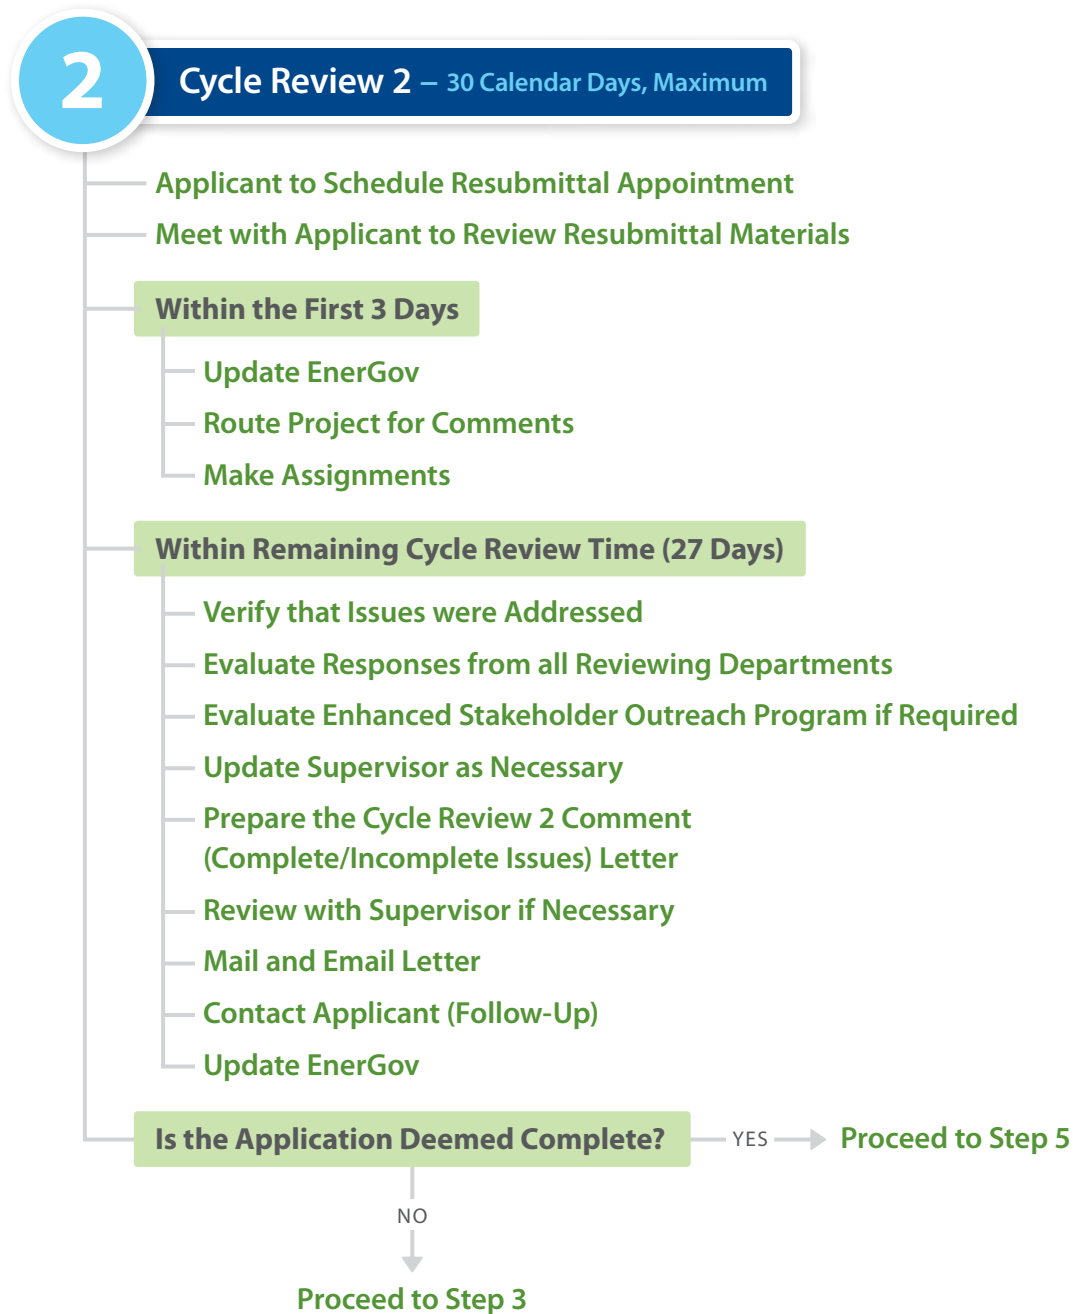 2
Cycle Review 2 – 30 Calendar Days, Maximum
Applicant to Schedule Resubmittal Appointment
Meet with Applicant to Review Resubmittal Materials
Within the First 3 Days
Update EnerGov
Route Project for Comments
Make Assignments
Within Remaining Cycle Review Time (27 Days)
Verify that Issues were Addressed
Evaluate Responses from all Reviewing Departments
Evaluate Enhanced Stakeholder Outreach Program if Required
Update Supervisor as Necessary
Prepare the Cycle Review 2 Comment
(Complete/Incomplete Issues) Letter
Review with Supervisor if Necessary
Mail and Email Letter
Contact Applicant (Follow-Up)
Update EnerGov
Is the Application Deemed Complete?
YES
Proceed to Step 5
NO
Proceed to Step 3